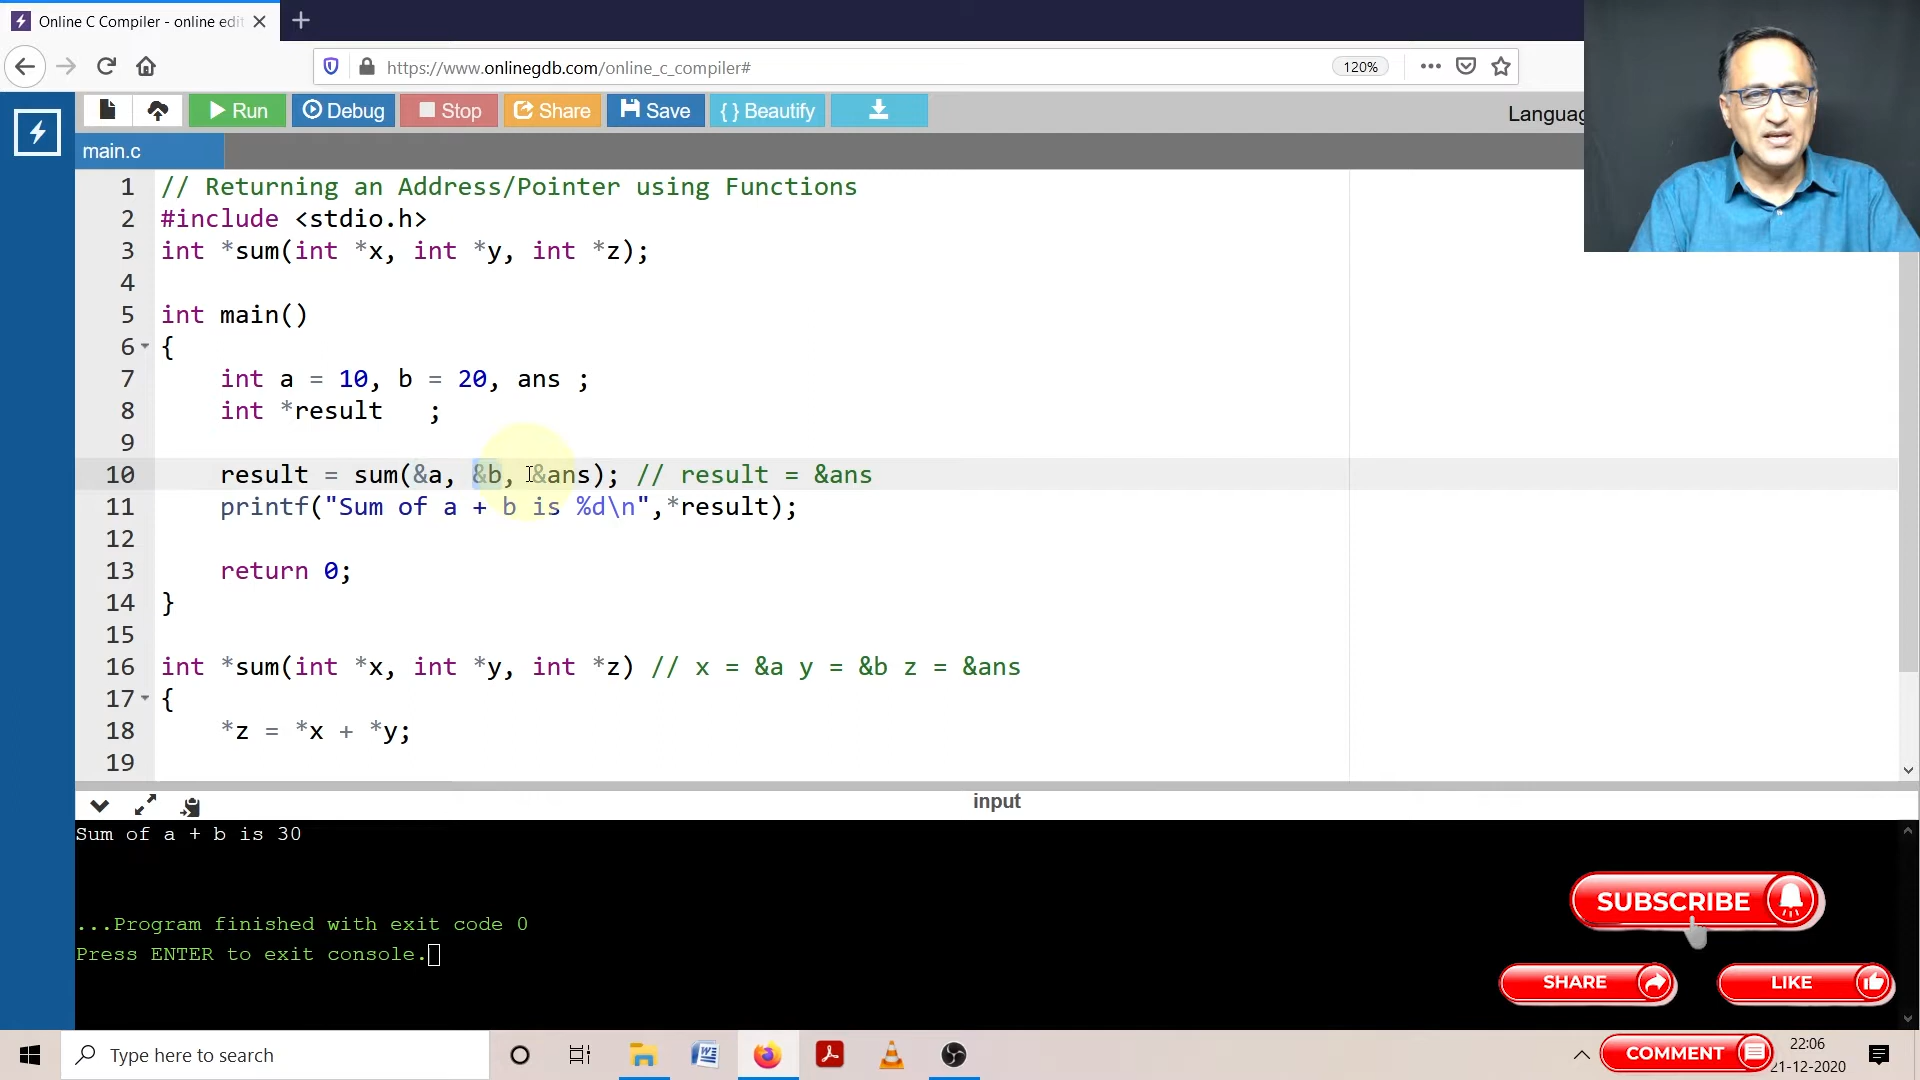 Online C Compiler - online edit
https://www.onlinegdb.com/online_c_compiler#
120%
Run
Debug
Stop
Share
Save
{ } Beautify
Languag
main.c
1 // Returning an Address/Pointer using Functions
2 #include <stdio.h>
3 int *sum(int *x, int *y, int *z);
4
5 int main()
6 {
7 int a = 10, b = 20, ans ;
8 int *result ;
9
10 result = sum(&a, &b, &ans); // result = &ans
11 printf("Sum of a + b is %d\n",*result);
12
13 return 0;
14 }
15
16 int *sum(int *x, int *y, int *z) // x = &a y = &b z = &ans
17 {
18 *z = *x + *y;
19
input
Sum of a + b is 30
...Program finished with exit code 0
Press ENTER to exit console.
SUBSCRIBE
SHARE
LIKE
Type here to search
COMMENT
22:06
21-12-2020